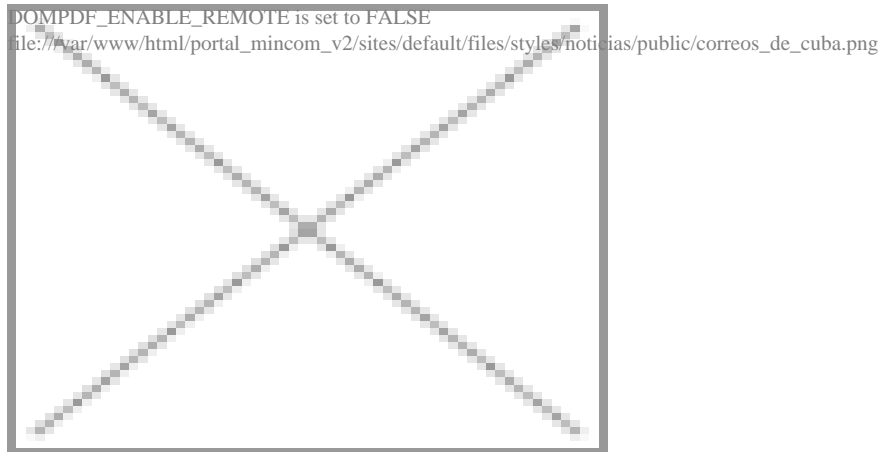 DOMPDF_ENABLE_REMOTE is set to FALSE
file:///var/www/html/portal_mincom_v2/sites/default/files/styles/noticias/public/correos_de_cuba.png